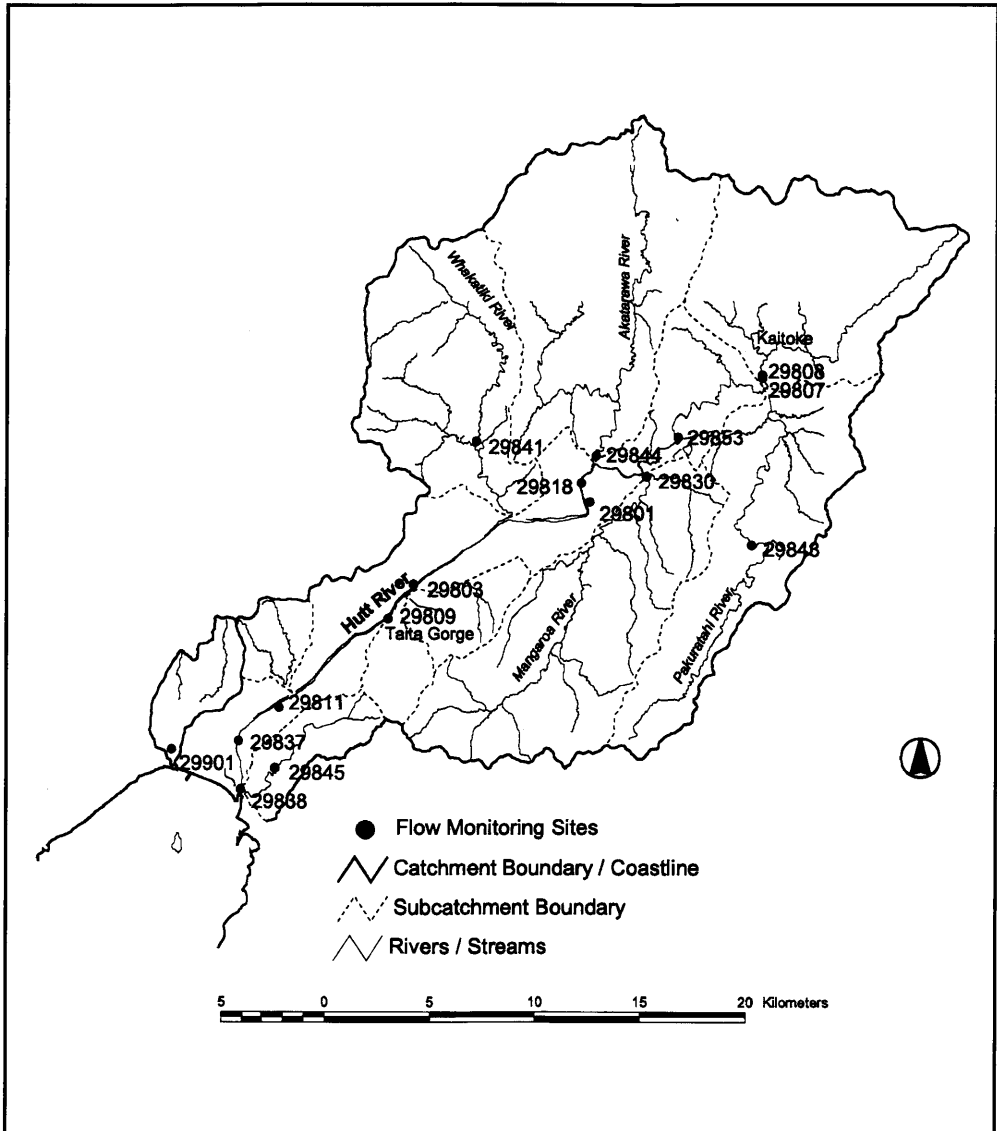 Whakatiki River
Akatarawa River
Kaitoke
29808
29807
29853
29841
29844
29830
29818
29801
29843
Hutt River
29803
29809
Taita Gorge
Mangaroa River
Pakuratahi River
29811
29837
29901
29845
29838
Flow Monitoring Sites
Catchment Boundary / Coastline
Subcatchment Boundary
Rivers / Streams
5 0 5 10 15 20 Kilometers